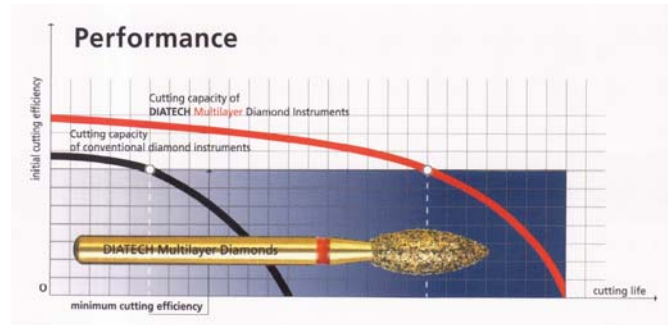 Performance
initial cutting efficiency
Cutting capacity of
DIATECH Multilayer Diamond Instruments
Cutting capacity
of conventional diamond instruments
DIATECH Multilayer Diamonds
O
cutting life
minimum cutting efficiency